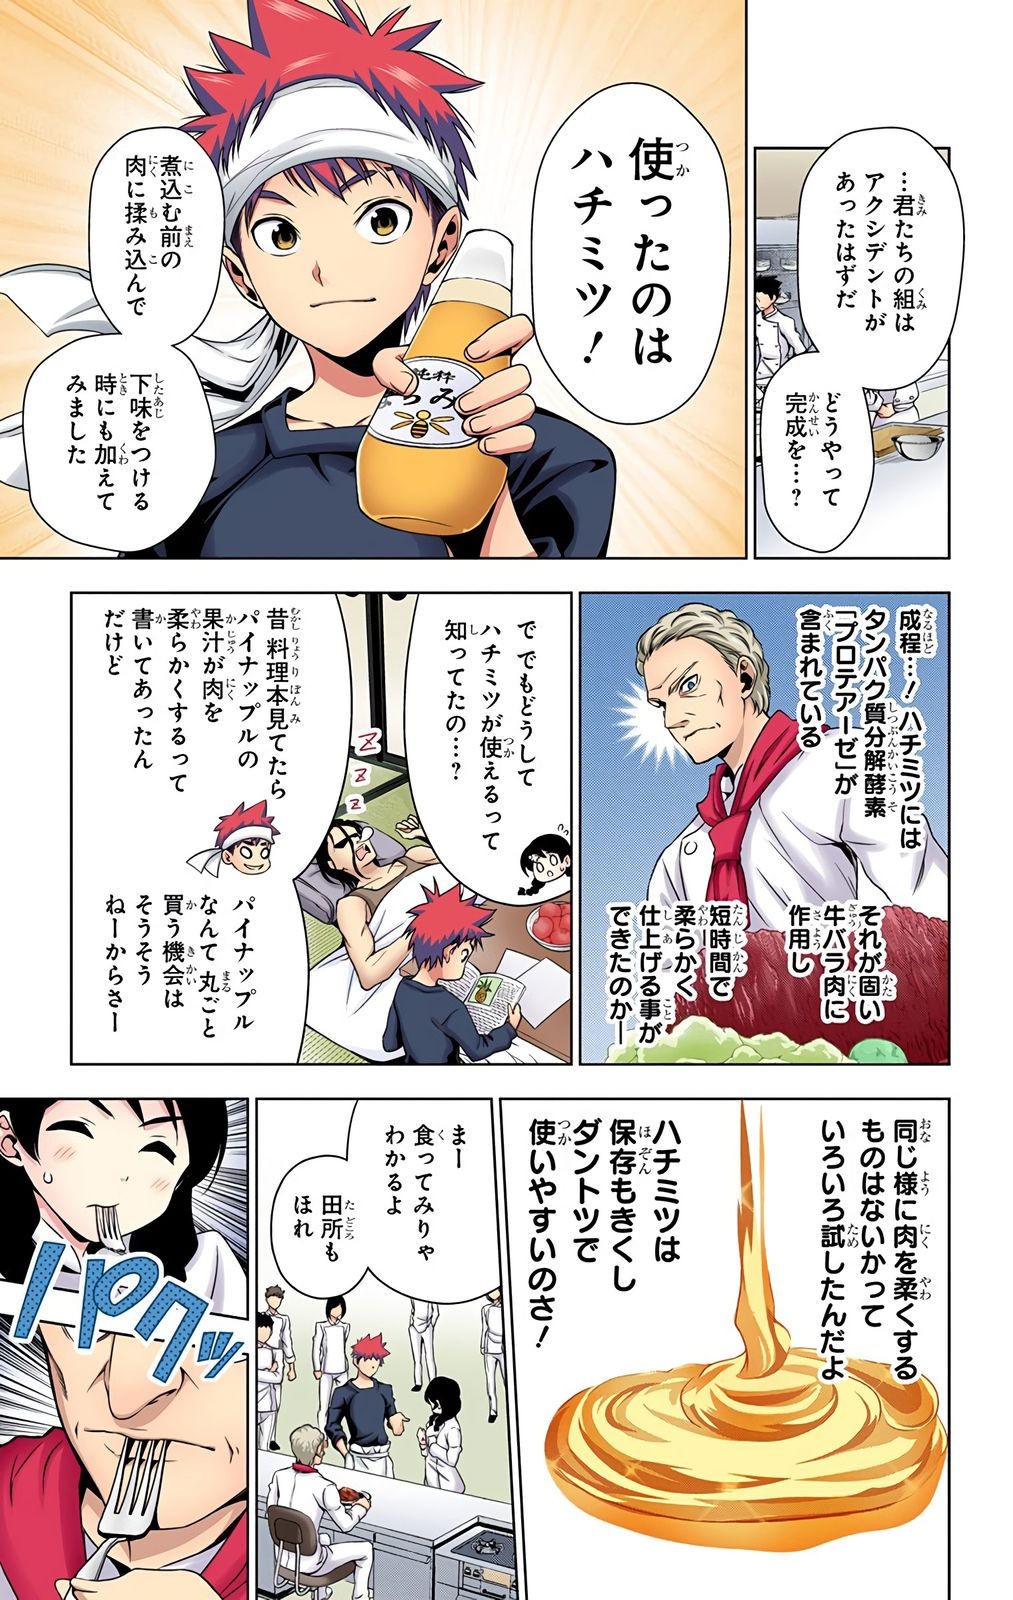 …君たちの組は
アクシデントが
あったはずだ
どうやって
完成を…?
使ったのは
ハチミツ!
純粋
煮込む前の
肉に揉み込んで
下味をつける
時にも加えて
みました
成程…!ハチミツには
タンパク質分解酵素
「プロテアーゼ」が
含まれている
それが固い
牛バラ肉に
作用し
短時間で
柔らかく
仕上げる事が
できたのかー
で でもどうして
ハチミツが使えるって
知ってたの…?
z
z
z
昔 料理本見てたら
パイナップルの
果汁が肉を
柔らかくするって
書いてあったん
だけど
パイナップル
なんて丸ごと
買う機会は
そうそう
ねーからさー
同じ様に肉を柔くする
ものはないかって
いろいろ試したんだよ
ハチミツは
保存もきくし
ダントツで
使いやすいのさ!
まー
食ってみりゃ
わかるよ
田所も
ほれ
パクッ